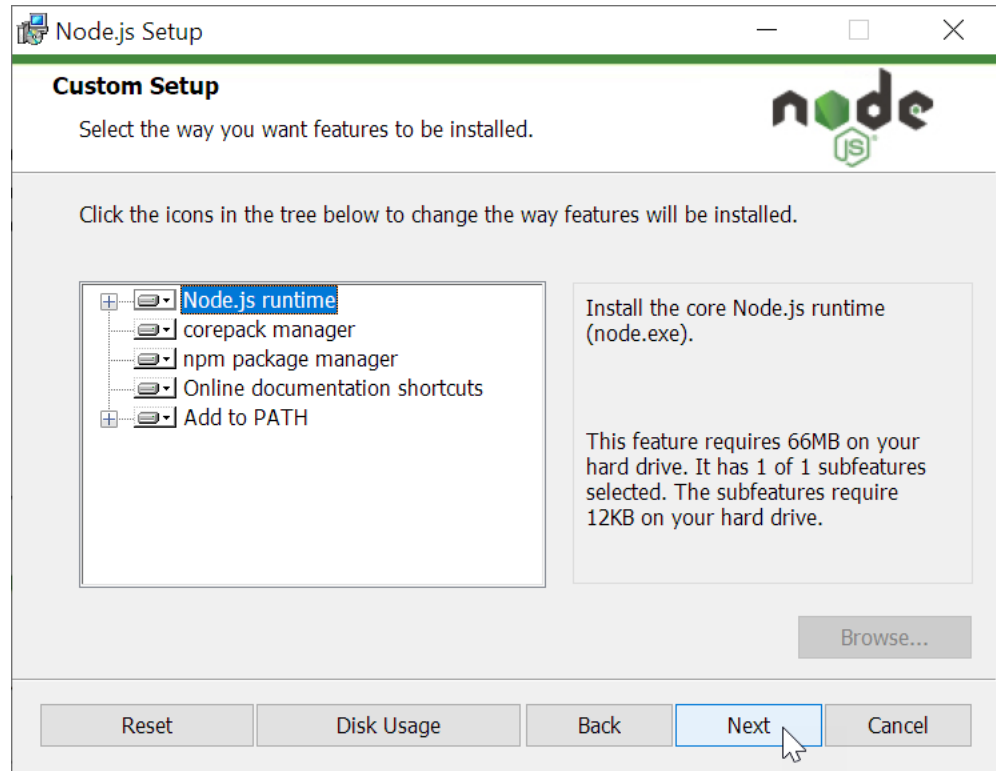 Node.js Setup
Custom Setup
Select the way you want features to be installed.
node
JS
Click the icons in the tree below to change the way features will be installed.
Node.js runtime
corepack manager
npm package manager
Online documentation shortcuts
Add to PATH
Install the core Node.js runtime
(node.exe).
This feature requires 66MB on your
hard drive. It has 1 of 1 subfeatures
selected. The subfeatures require
12KB on your hard drive.
Browse...
Reset
Disk Usage
Back
Next
Cancel